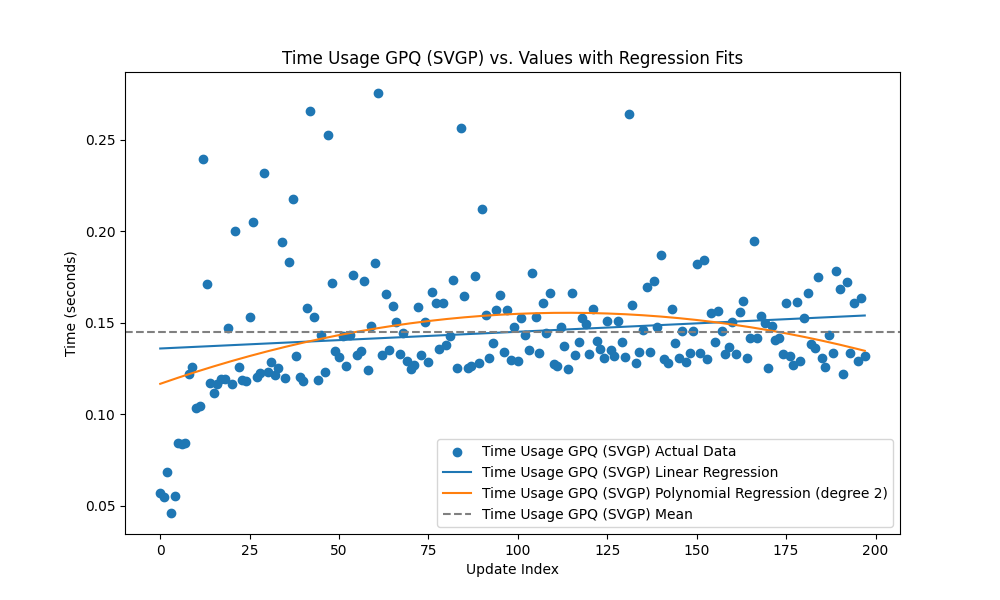 Time Usage GPQ (SVGP) vs. Values with Regression Fits
Time (seconds)
0.25
0.20
0.15
0.10
0.05
0 25 50 75 100 125 150 175 200
Update Index
Time Usage GPQ (SVGP) Actual Data
Time Usage GPQ (SVGP) Linear Regression
Time Usage GPQ (SVGP) Polynomial Regression (degree 2)
Time Usage GPQ (SVGP) Mean